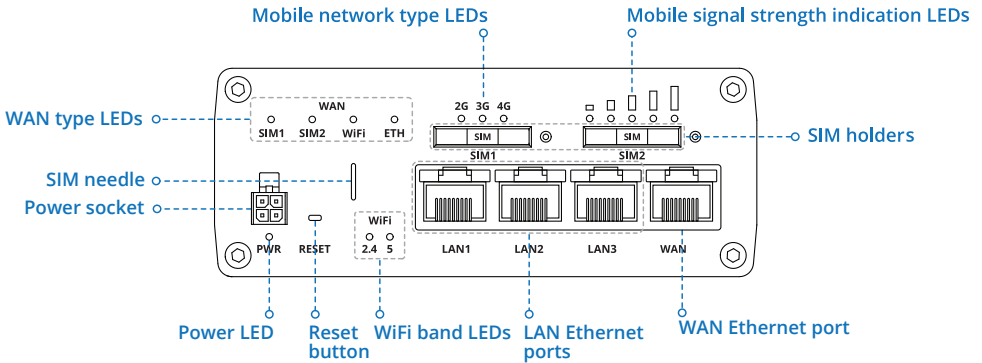 Mobile network type LEDs
Mobile signal strength indication LEDs
WAN type LEDs
WAN
SIM1 SIM2 WiFi ETH
2G 3G 4G
SIM
SIM
SIM holders
SIM1
SIM2
SIM needle
Power socket
WiFi
2.4 5
PWR
RESET
LAN1
LAN2
LAN3
WAN
Power LED
Reset
button
WiFi band LEDs
LAN Ethernet
ports
WAN Ethernet port